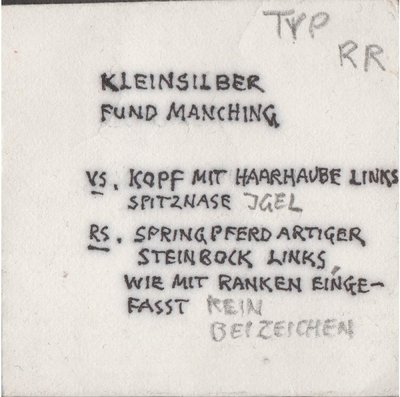 TYP
RR
KLEINSILBER
FUND MANCHING
VS. KOPF MIT HAARHAUBE LINKS
SPITZNASE IGEL
RS. SPRINGPFERDARTIGER
STEINBOCK LINKS,
WIE MIT RANKEN EINGE-
FASST KEIN
BEIZEICHEN